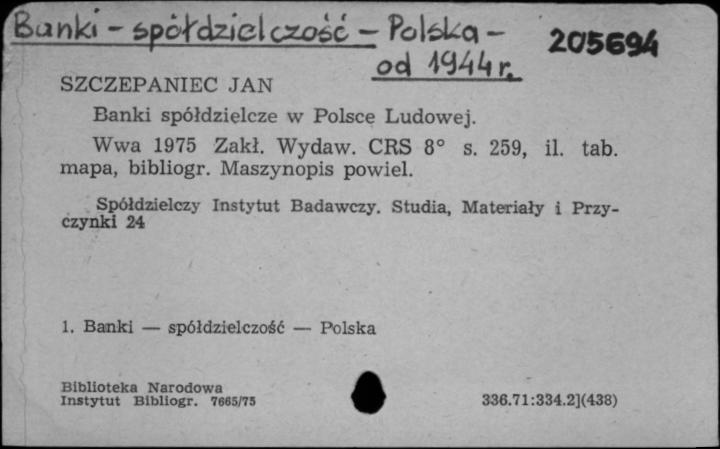 Banki - spółdzielczość - Polska -
od 1944 r.
205694
SZCZEPANIEC JAN
Banki spółdzielcze w Polsce Ludowej.
Wwa 1975 Zakł. Wydaw. CRS 8° s. 259, il. tab.
mapa, bibliogr. Maszynopis powiel.
Spółdzielczy Instytut Badawczy. Studia, Materiały i Przy-
czynki 24
1. Banki — spółdzielczość — Polska
Biblioteka Narodowa
Instytut Bibliogr. 7665/75
336.71:334.2](438)